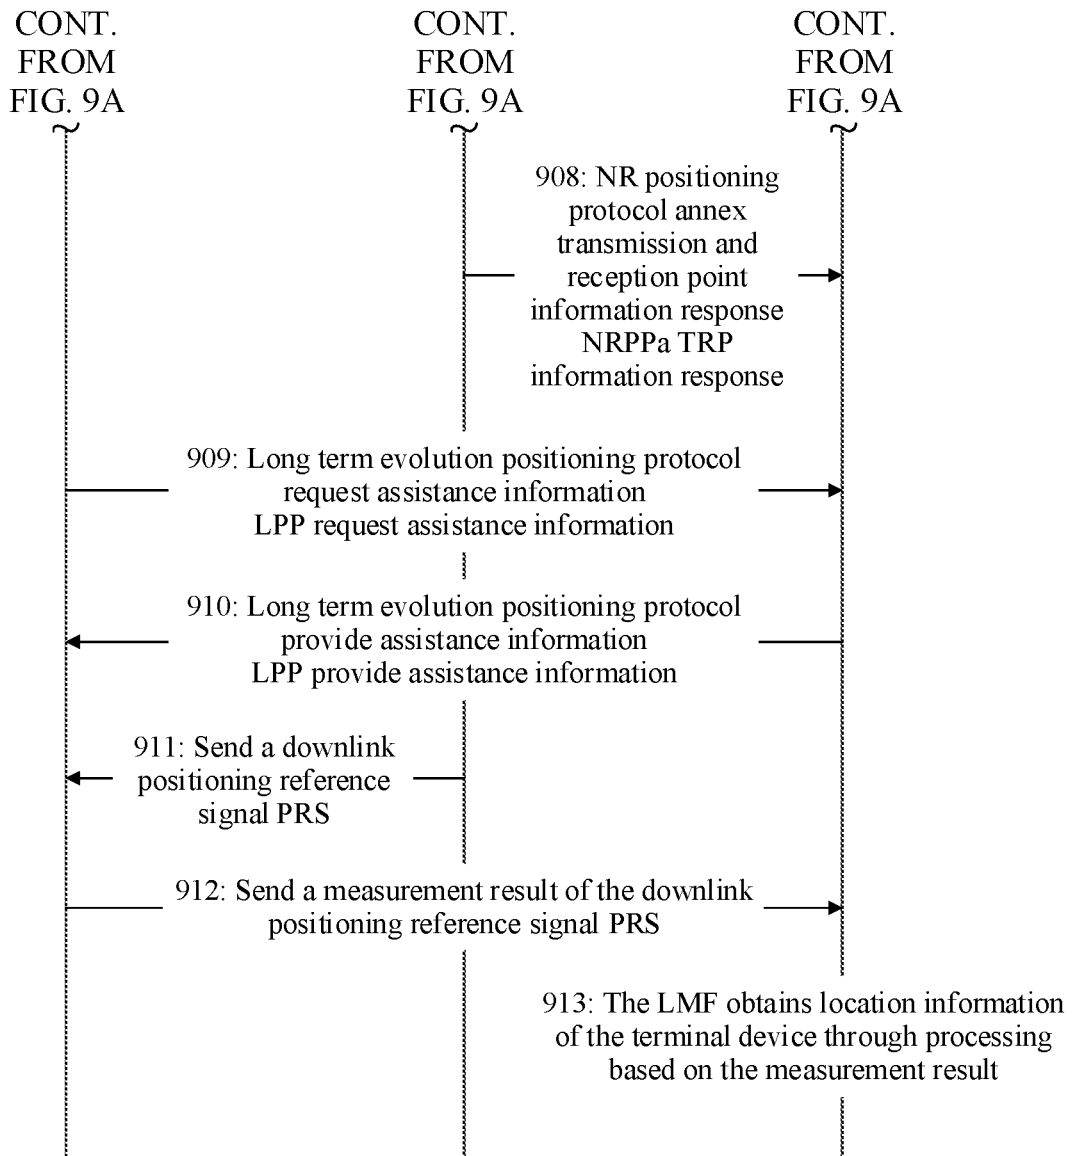 CONT.
FROM
FIG. 9A
CONT.
FROM
FIG. 9A
CONT.
FROM
FIG. 9A
908: NR positioning
protocol annex
transmission and
reception point
information response
NRPPa TRP
information response
909: Long term evolution positioning protocol
request assistance information
LPP request assistance information
910: Long term evolution positioning protocol
provide assistance information
LPP provide assistance information
911: Send a downlink
positioning reference
signal PRS
912: Send a measurement result of the downlink
positioning reference signal PRS
913: The LMF obtains location information
of the terminal device through processing
based on the measurement result